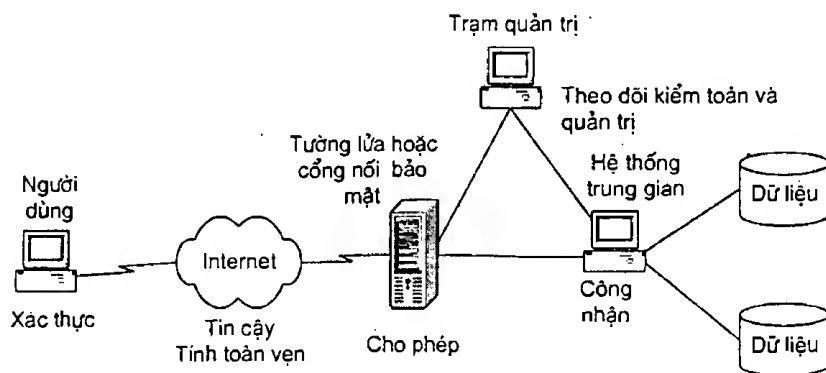 Trạm quản trị
Theo dõi kiểm toán và
quản trị
Tường lửa hoặc
cổng nối bảo
mật
Hệ thống
trung gian
Người
dùng
Dữ liệu
Internet
Công
nhận
Xác thực
Tin cậy
Tính toàn vẹn
Cho phép
Dữ liệu